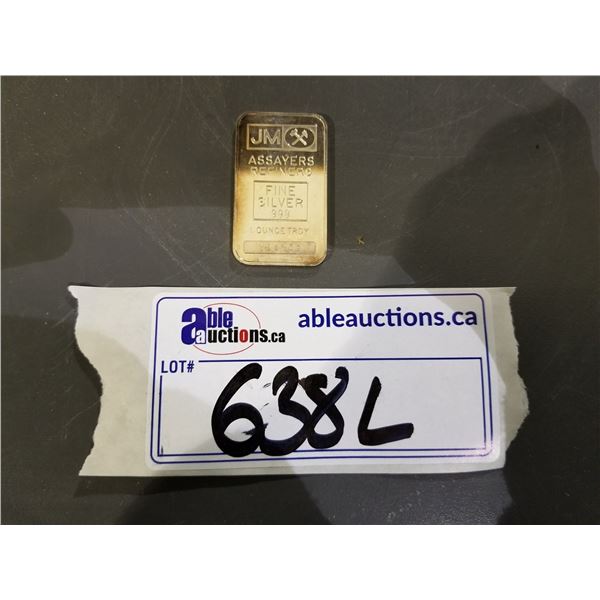 JM
ASSAYERS
REFINERS
FINE
SILVER
999
1 OUNCE TROY
able
auctions.ca
ableauctions.ca
LOT#
638L